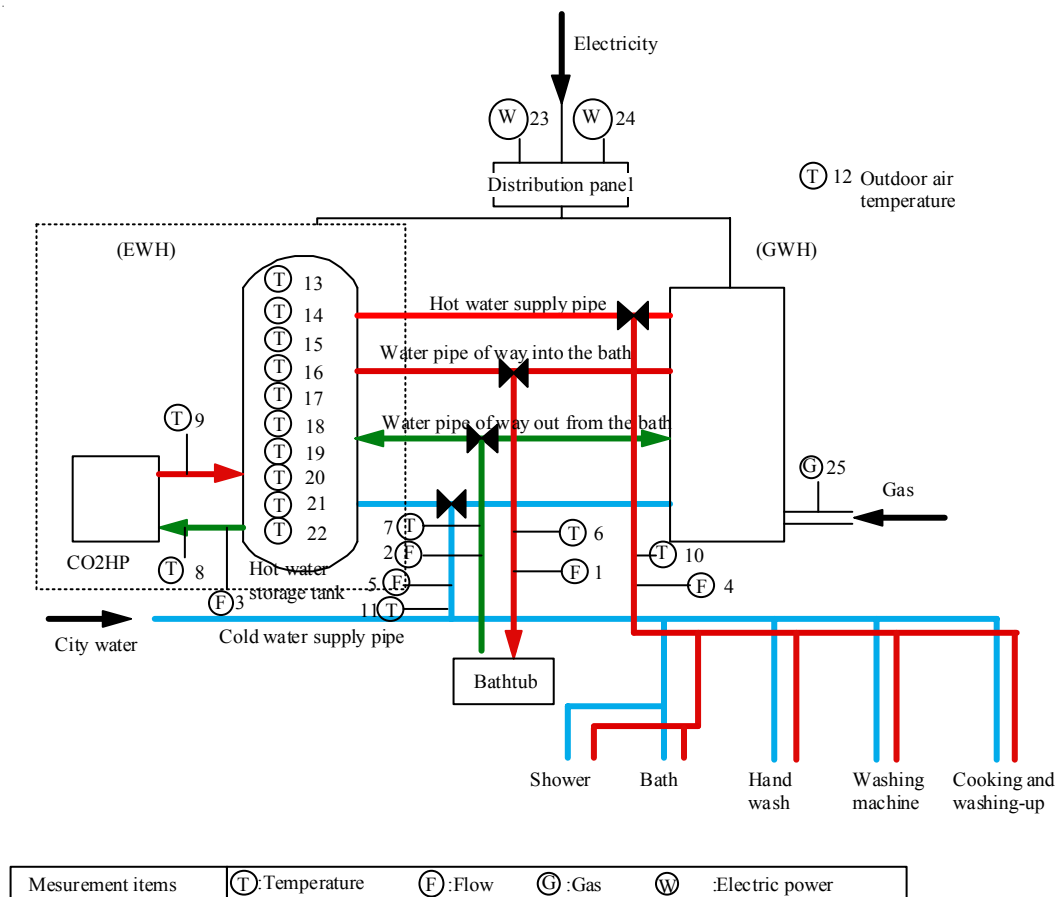 Electricity
W 23
W 24
Distribution panel
T 12 Outdoor air
temperature
(EWH)
(GWH)
T 13
T 14
T 15
T 16
T 17
T 18
T 19
T 20
T 21
T 22
Hot water supply pipe
Water pipe of way into the bath
Water pipe of way out from the bath
T 9
G 25
Gas
CO2HP
T 8
F 3
Hot water
storage tank
7 T
2 F
5 F
11 T
T 6
F 1
T 10
F 4
City water
Cold water supply pipe
Bathtub
Shower
Bath
Hand
wash
Washing
machine
Cooking and
washing-up
Mesurement items
T :Temperature
F :Flow
G :Gas
W :Electric power